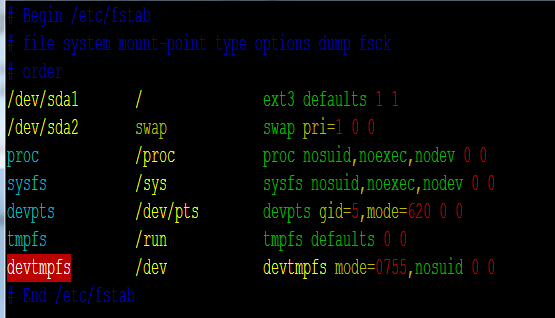 # Begin /etc/fstab
# file system mount-point type options dump fsck
# order
/dev/sda1 / ext3 defaults 1 1
/dev/sda2 swap swap pri=1 0 0
proc /proc proc nosuid,noexec,nodev 0 0
sysfs /sys sysfs nosuid,noexec,nodev 0 0
devpts /dev/pts devpts gid=5,mode=620 0 0
tmpfs /run tmpfs defaults 0 0
devtmpfs /dev devtmpfs mode=0755,nosuid 0 0
# End /etc/fstab